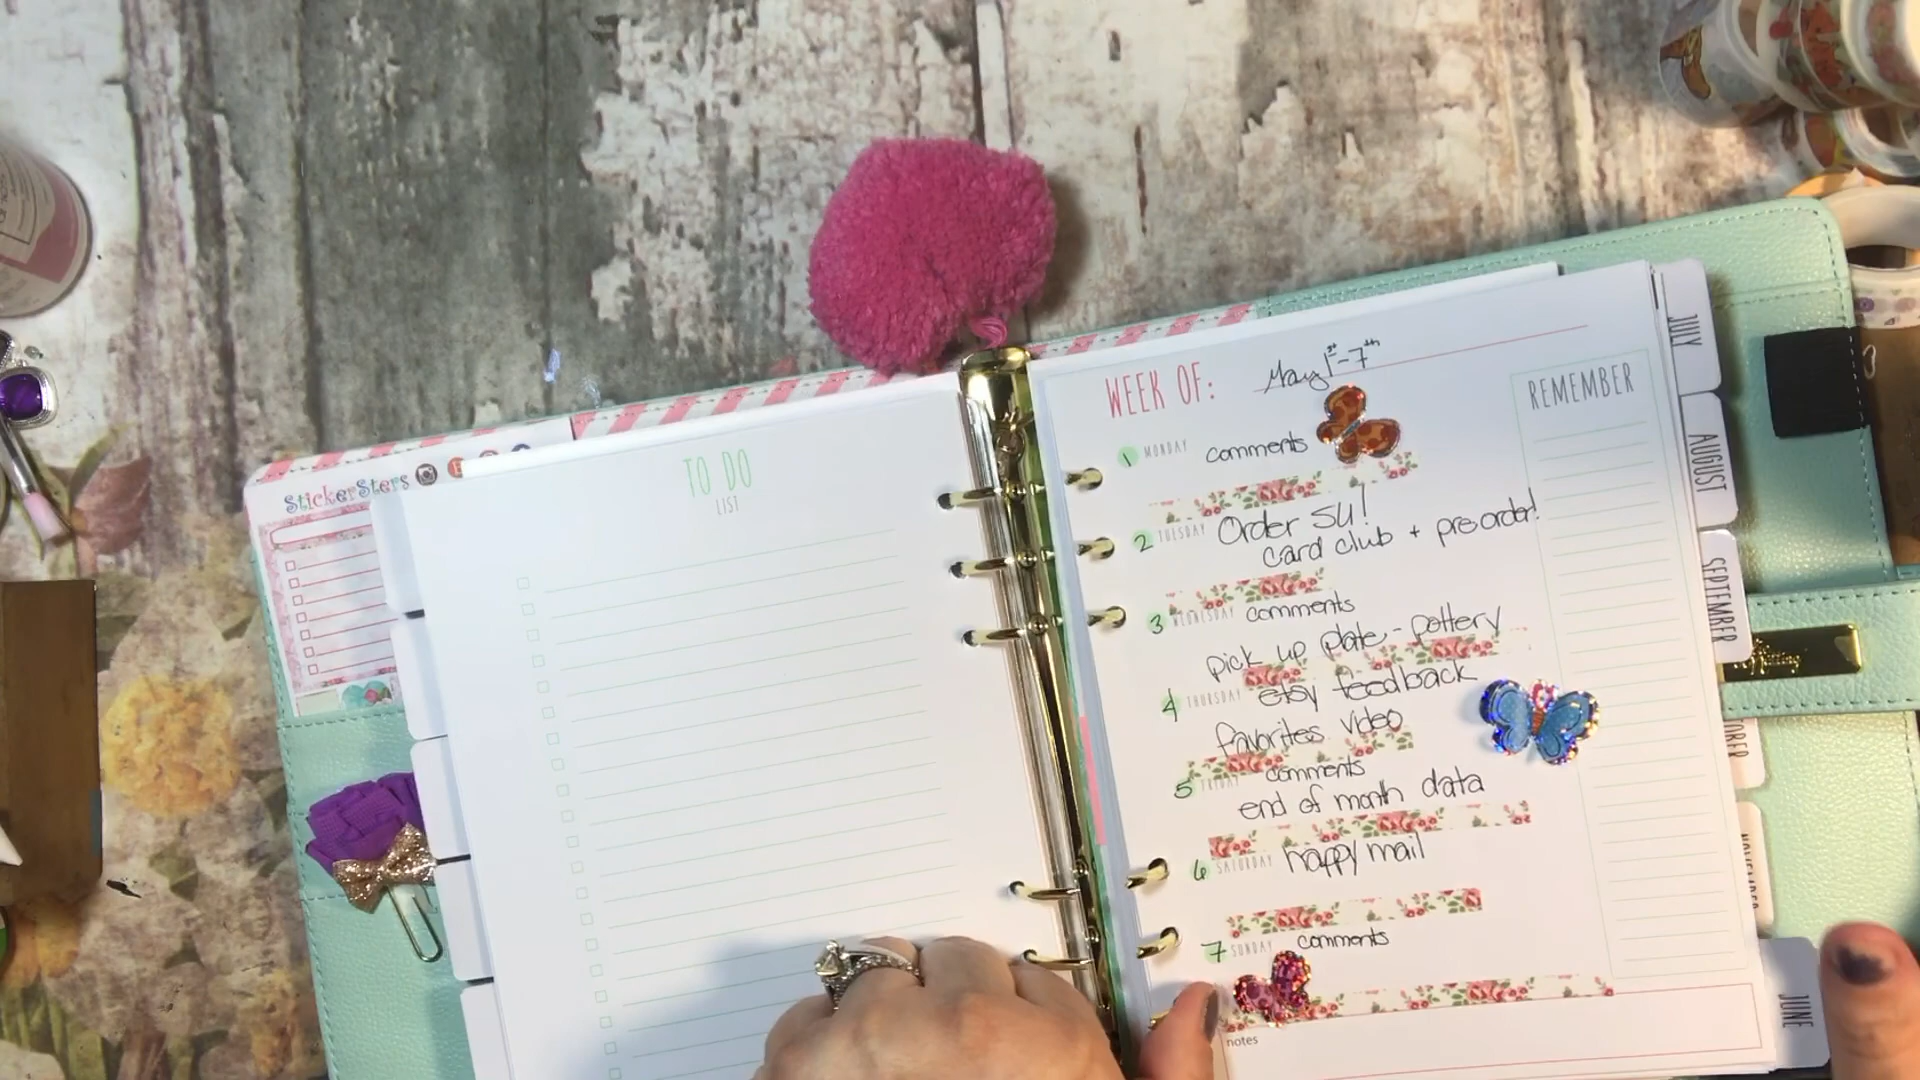 StickerSters
TO DO
LIST
WEEK OF: May 1st-7th
REMEMBER
1 MONDAY comments
2 TUESDAY Order SU!
card club + preorder!
3 WEDNESDAY comments
pick up plate - pottery
4 THURSDAY etsy feedback
favorites video
5 FRIDAY comments
end of month data
6 SATURDAY happy mail
7 SUNDAY comments
notes
JULY
AUGUST
SEPTEMBER
NOVEMBER
JUNE